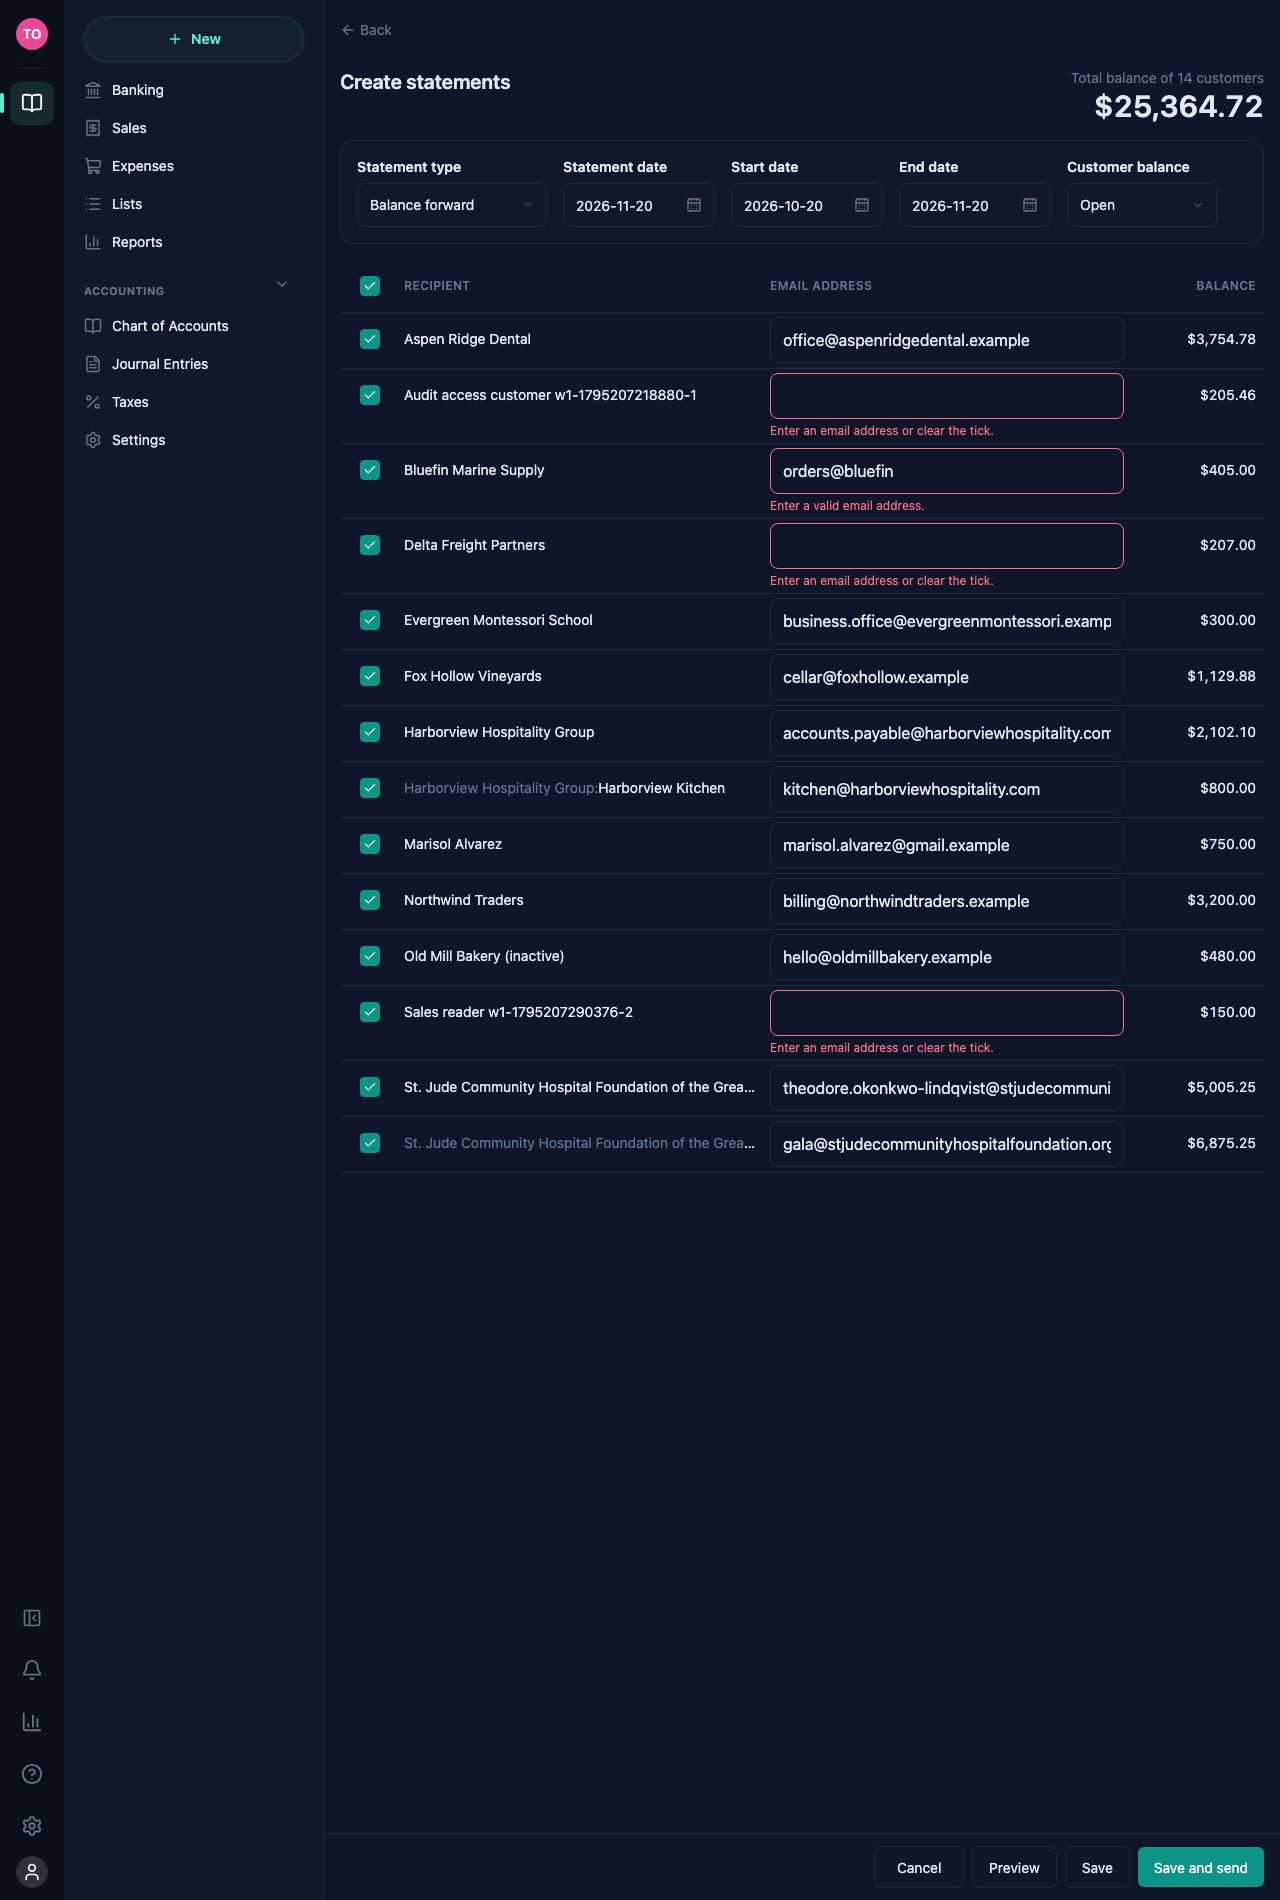 TO
New
Banking
Sales
Expenses
Lists
Reports
ACCOUNTING
Chart of Accounts
Journal Entries
Taxes
Settings
Back
Create statements
Total balance of 14 customers
$25,364.72
Statement type Statement date Start date End date Customer balance
Balance forward 2026-11-20 2026-10-20 2026-11-20 Open
RECIPIENT EMAIL ADDRESS BALANCE
Aspen Ridge Dental office@aspenridgedental.example $3,754.78
Audit access customer w1-1795207218880-1 $205.46
Enter an email address or clear the tick.
Bluefin Marine Supply orders@bluefin $405.00
Enter a valid email address.
Delta Freight Partners $207.00
Enter an email address or clear the tick.
Evergreen Montessori School business.office@evergreenmontessori.examp $300.00
Fox Hollow Vineyards cellar@foxhollow.example $1,129.88
Harborview Hospitality Group accounts.payable@harborviewhospitality.com $2,102.10
Harborview Hospitality Group:Harborview Kitchen kitchen@harborviewhospitality.com $800.00
Marisol Alvarez marisol.alvarez@gmail.example $750.00
Northwind Traders billing@northwindtraders.example $3,200.00
Old Mill Bakery (inactive) hello@oldmillbakery.example $480.00
Sales reader w1-1795207290376-2 $150.00
Enter an email address or clear the tick.
St. Jude Community Hospital Foundation of the Grea... theodore.okonkwo-lindqvist@stjudecommuni $5,005.25
St. Jude Community Hospital Foundation of the Grea... gala@stjudecommunityhospitalfoundation.org $6,875.25
Cancel Preview Save Save and send